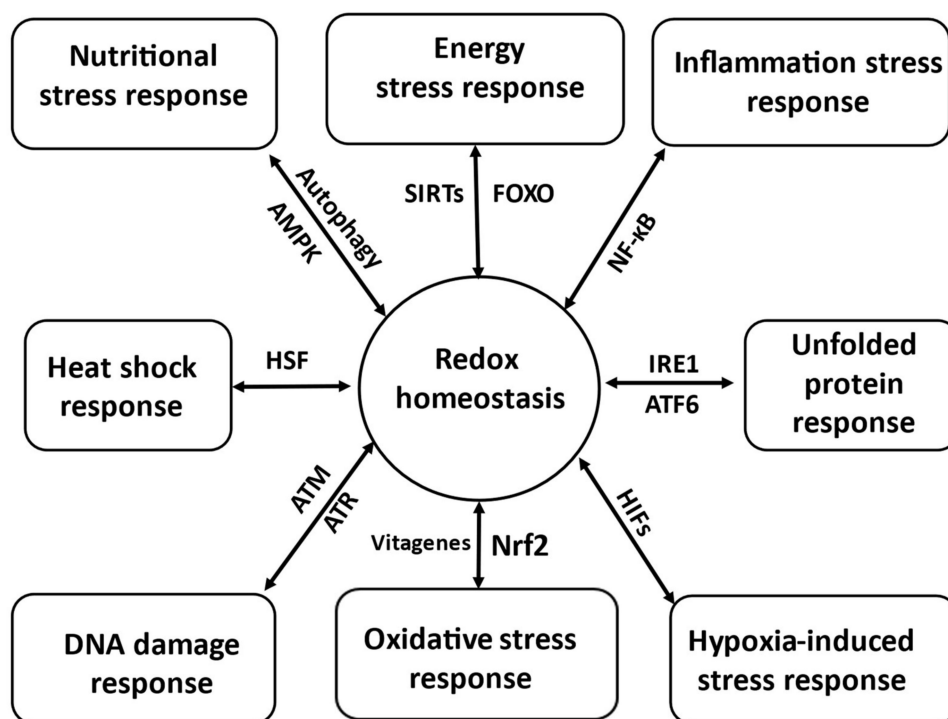 Nutritional
stress response
Energy
stress response
Inflammation stress
response
Autophagy
AMPK
SIRTs
FOXO
NF-κB
Heat shock
response
HSF
Redox
homeostasis
IRE1
ATF6
Unfolded
protein
response
ATM
ATR
Vitagenes
Nrf2
HIFs
DNA damage
response
Oxidative stress
response
Hypoxia-induced
stress response